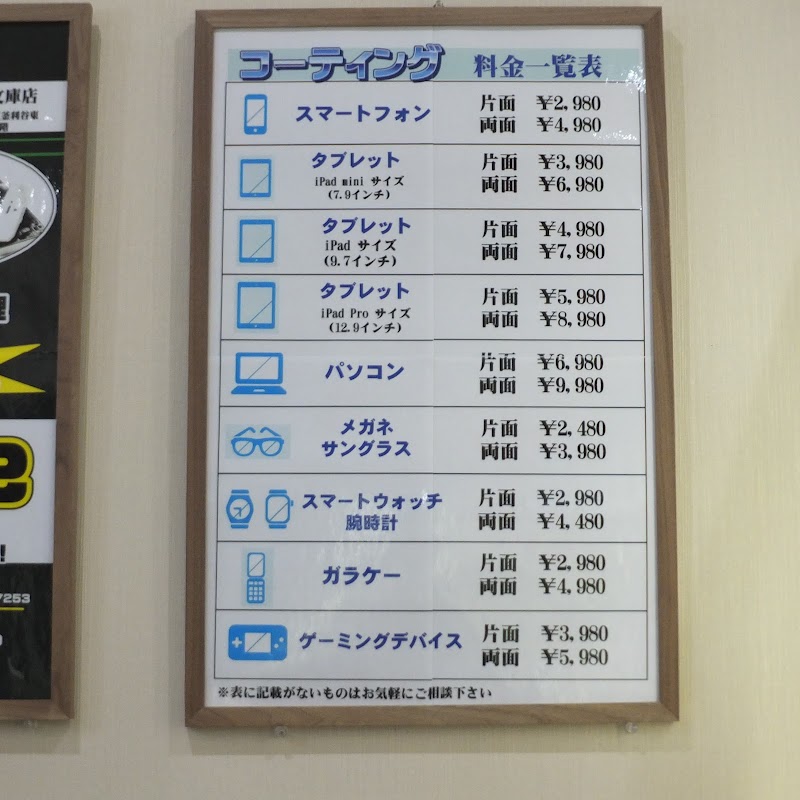 文庫店
釜利谷東
階
e
!
7253
コーティング 料金一覧表
スマートフォン
片面 ¥2,980
両面 ¥4,980
タブレット
iPad mini サイズ
(7.9インチ)
片面 ¥3,980
両面 ¥6,980
タブレット
iPad サイズ
(9.7インチ)
片面 ¥4,980
両面 ¥7,980
タブレット
iPad Pro サイズ
(12.9インチ)
片面 ¥5,980
両面 ¥8,980
パソコン
片面 ¥6,980
両面 ¥9,980
メガネ
サングラス
片面 ¥2,480
両面 ¥3,980
スマートウォッチ
腕時計
片面 ¥2,980
両面 ¥4,480
ガラケー
片面 ¥2,980
両面 ¥4,980
ゲーミングデバイス
片面 ¥3,980
両面 ¥5,980
※表に記載がないものはお気軽にご相談下さい